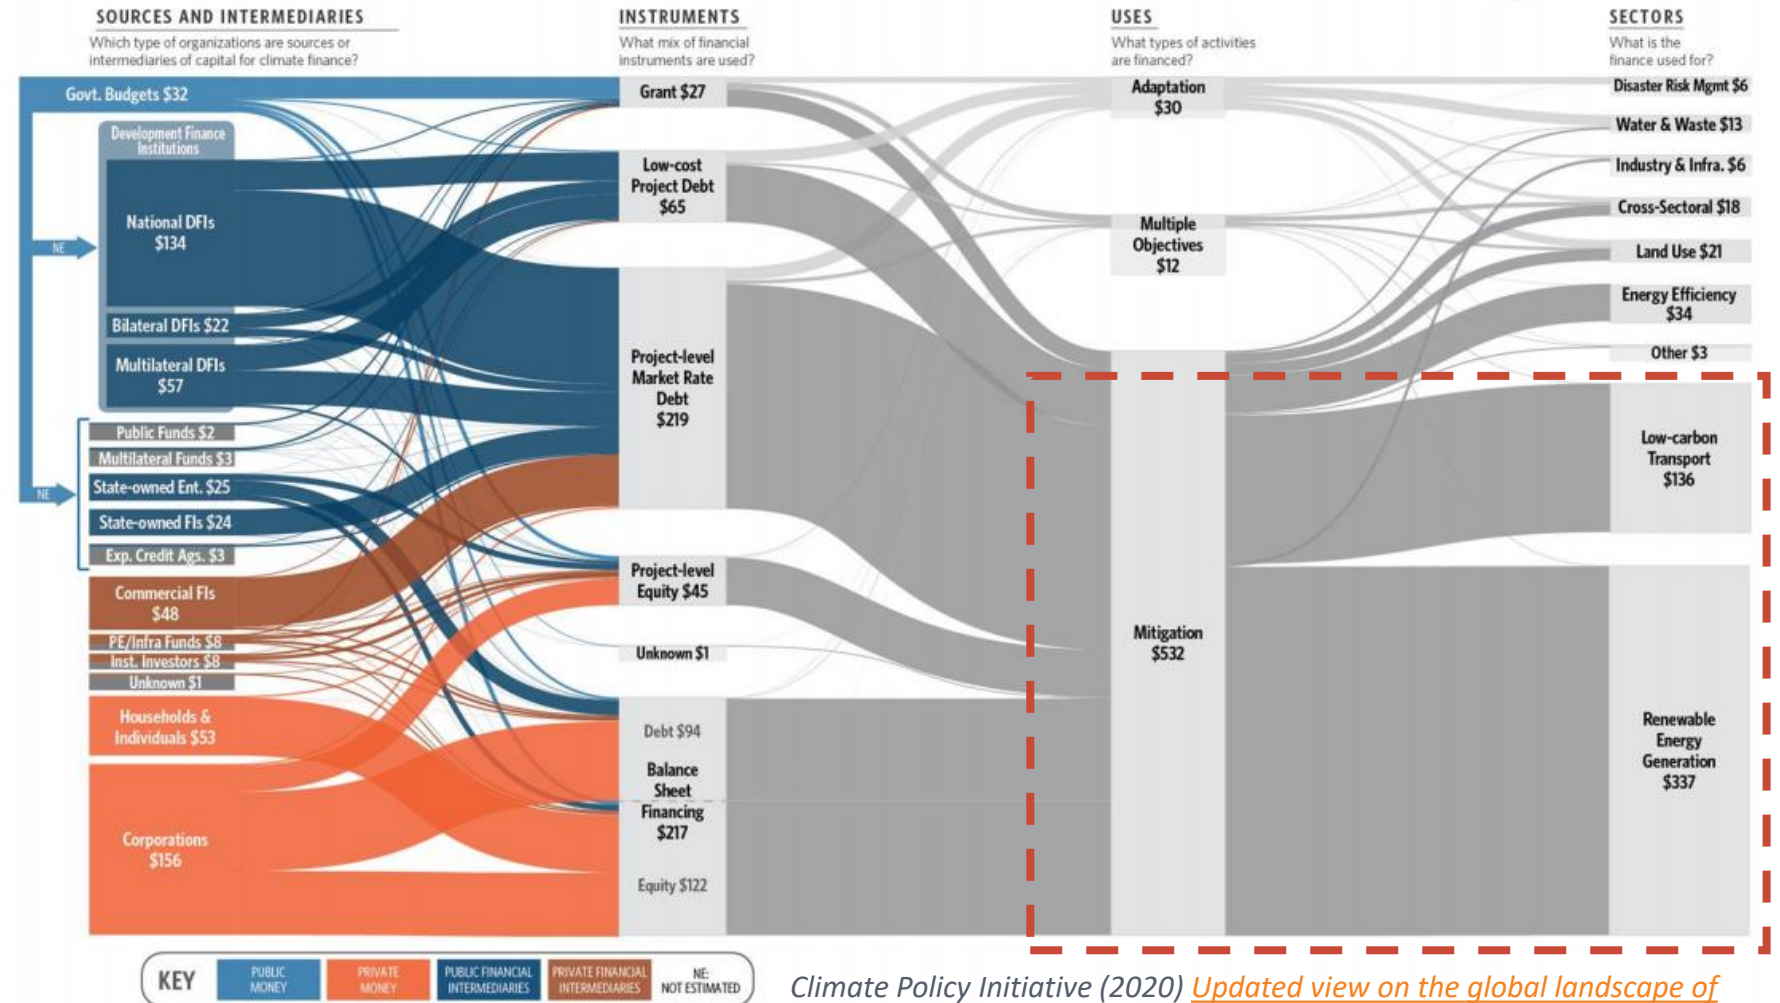 SOURCES AND INTERMEDIARIES
Which type of organizations are sources or
intermediaries of capital for climate finance?
Govt. Budgets $32
Development Finance
Institutions
National DFIs
$134
NE
Bilateral DFIs $22
Multilateral DFIs
$57
Public Funds $2
Multilateral Funds $3
State-owned Ent. $25
NE
State-owned FIs $24
Exp. Credit Ags. $3
Commercial FIs
$48
PE/Infra Funds $8
Inst. Investors $8
Unknown $1
Households &
Individuals $53
Corporations
$156
INSTRUMENTS
What mix of financial
instruments are used?
Grant $27
Low-cost
Project Debt
$65
Project-level
Market Rate
Debt
$219
Project-level
Equity $45
Unknown $1
Debt $94
Balance
Sheet
Financing
$217
Equity $122
USES
What types of activities
are financed?
Adaptation
$30
Multiple
Objectives
$12
Mitigation
$532
SECTORS
What is the
finance used for?
Disaster Risk Mgmt $6
Water & Waste $13
Industry & Infra. $6
Cross-Sectoral $18
Land Use $21
Energy Efficiency
$34
Other $3
Low-carbon
Transport
$136
Renewable
Energy
Generation
$337
KEY
PUBLIC
MONEY
PRIVATE
MONEY
PUBLIC FINANCIAL
INTERMEDIARIES
PRIVATE FINANCIAL
INTERMEDIARIES
NE:
NOT ESTIMATED
Climate Policy Initiative (2020) Updated view on the global landscape of